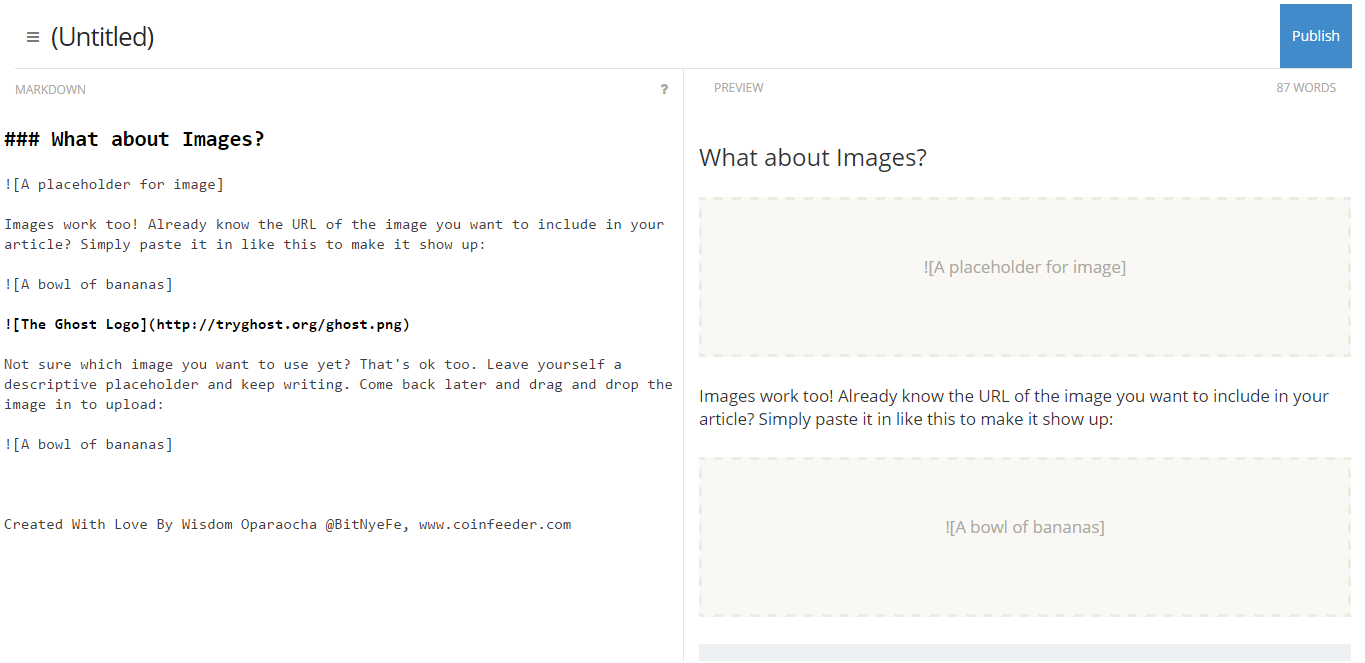 ≡ (Untitled)
Publish
MARKDOWN
?
### What about Images?
![A placeholder for image]
Images work too! Already know the URL of the image you want to include in your
article? Simply paste it in like this to make it show up:
![A bowl of bananas]
![The Ghost Logo](http://tryghost.org/ghost.png)
Not sure which image you want to use yet? That's ok too. Leave yourself a
descriptive placeholder and keep writing. Come back later and drag and drop the
image in to upload:
![A bowl of bananas]
Created With Love By Wisdom Oparaocha @BitNyeFe, www.coinfeeder.com
PREVIEW
87 WORDS
What about Images?
![A placeholder for image]
Images work too! Already know the URL of the image you want to include in your
article? Simply paste it in like this to make it show up:
![A bowl of bananas]